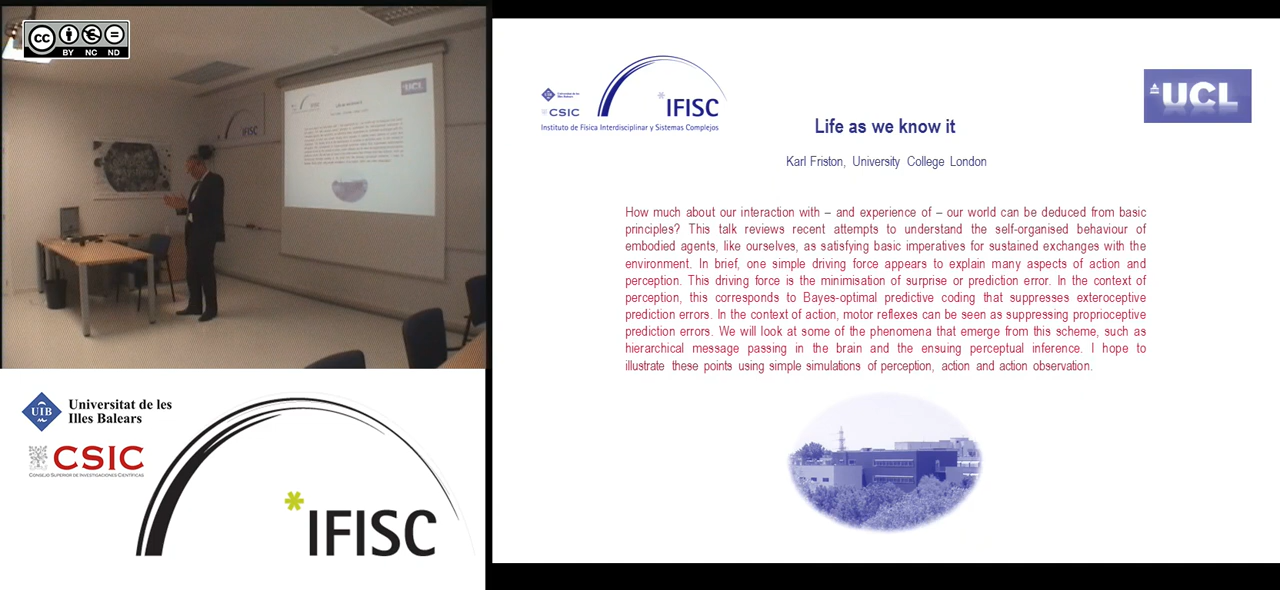 cc
BY NC ND
IFISC
UCL
Universitat de les
Illes Balears
UIB
CSIC
CONSEJO SUPERIOR DE INVESTIGACIONES CIENTÍFICAS
*IFISC
Universitat de les
Illes Balears
CSIC
*IFISC
Instituto de Física Interdisciplinar y Sistemas Complejos
UCL
Life as we know it
Karl Friston, University College London
How much about our interaction with – and experience of – our world can be deduced from basic
principles? This talk reviews recent attempts to understand the self-organised behaviour of
embodied agents, like ourselves, as satisfying basic imperatives for sustained exchanges with the
environment. In brief, one simple driving force appears to explain many aspects of action and
perception. This driving force is the minimisation of surprise or prediction error. In the context of
perception, this corresponds to Bayes-optimal predictive coding that suppresses exteroceptive
prediction errors. In the context of action, motor reflexes can be seen as suppressing proprioceptive
prediction errors. We will look at some of the phenomena that emerge from this scheme, such as
hierarchical message passing in the brain and the ensuing perceptual inference. I hope to
illustrate these points using simple simulations of perception, action and action observation.